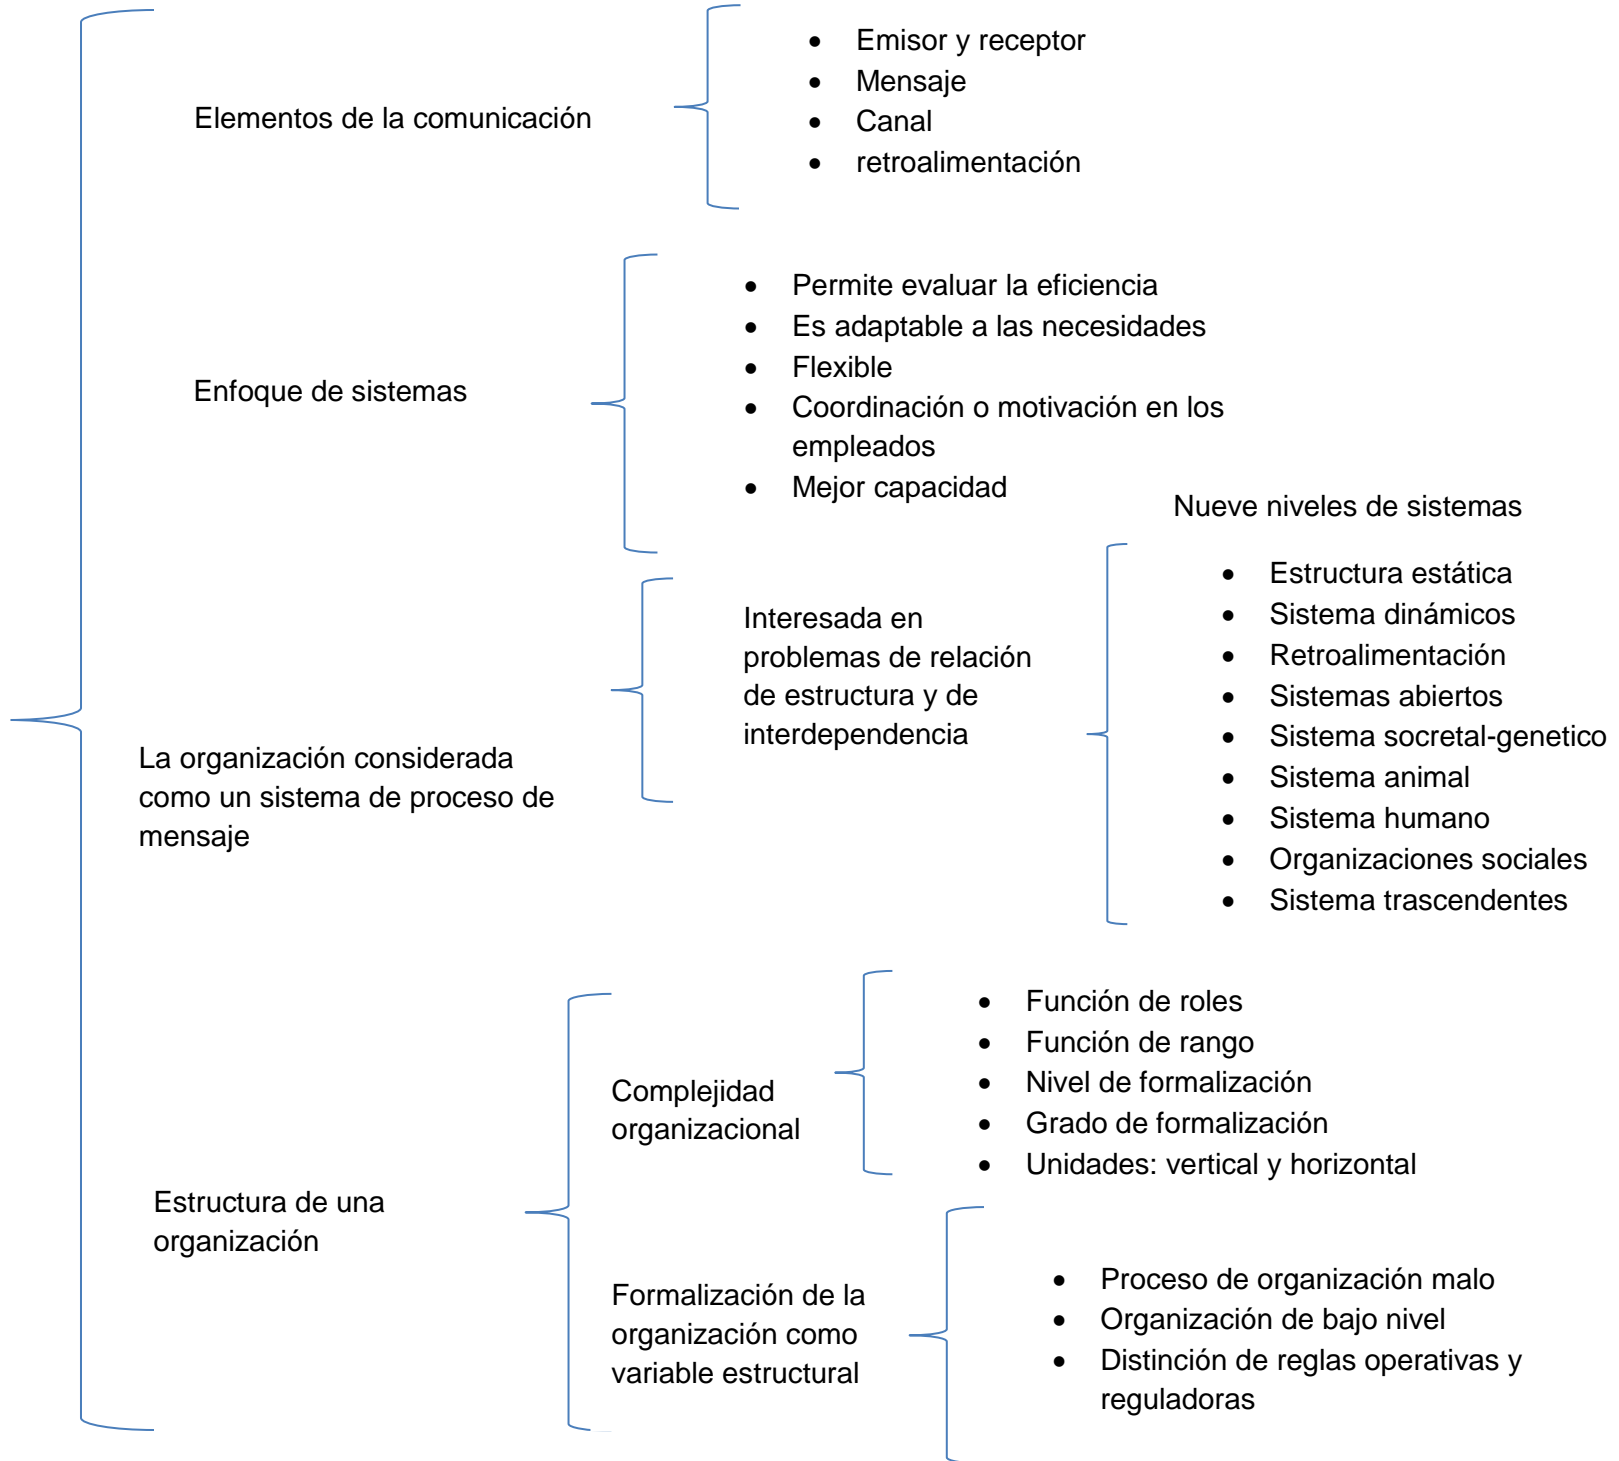 Elementos de la comunicación
• Emisor y receptor
• Mensaje
• Canal
• retroalimentación
Enfoque de sistemas
• Permite evaluar la eficiencia
• Es adaptable a las necesidades
• Flexible
• Coordinación o motivación en los
empleados
• Mejor capacidad
La organización considerada
como un sistema de proceso de
mensaje
Interesada en
problemas de relación
de estructura y de
interdependencia
Nueve niveles de sistemas
• Estructura estática
• Sistema dinámicos
• Retroalimentación
• Sistemas abiertos
• Sistema socretal-genetico
• Sistema animal
• Sistema humano
• Organizaciones sociales
• Sistema trascendentes
Estructura de una
organización
Complejidad
organizacional
• Función de roles
• Función de rango
• Nivel de formalización
• Grado de formalización
• Unidades: vertical y horizontal
Formalización de la
organización como
variable estructural
• Proceso de organización malo
• Organización de bajo nivel
• Distinción de reglas operativas y
reguladoras